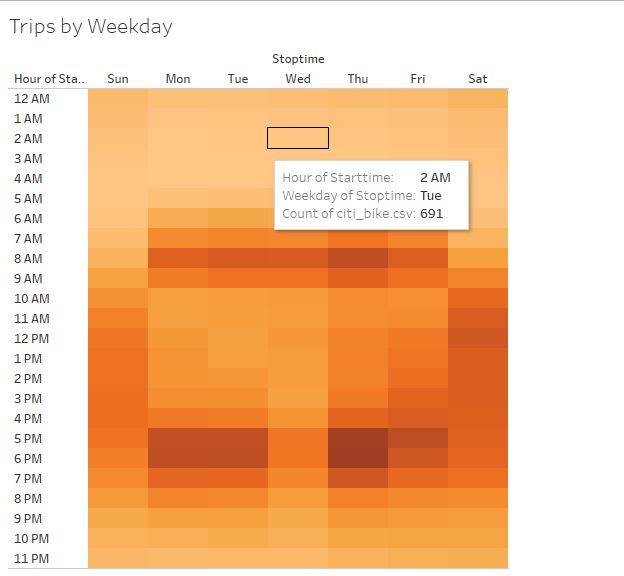 Trips by Weekday
Stoptime
Hour of Sta.. Sun Mon Tue Wed Thu Fri Sat
12 AM
1 AM
2 AM
3 AM
4 AM
5 AM
6 AM
7 AM
8 AM
9 AM
10 AM
11 AM
12 PM
1 PM
2 PM
3 PM
4 PM
5 PM
6 PM
7 PM
8 PM
9 PM
10 PM
11 PM
Hour of Starttime: 2 AM
Weekday of Stoptime: Tue
Count of citi_bike.csv: 691